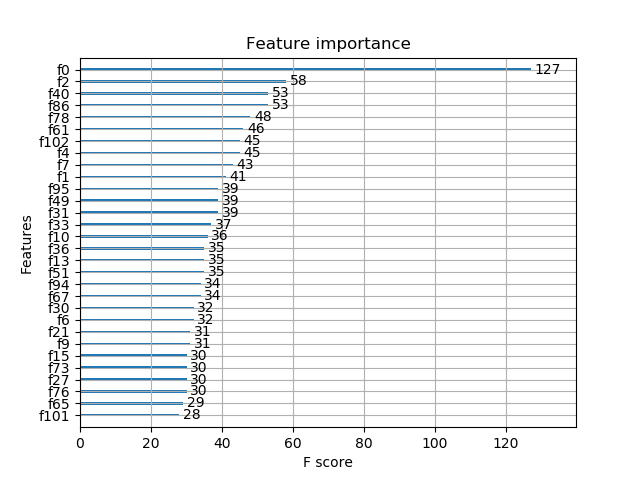 Feature importance
f0 127
f2 58
f40 53
f86 53
f78 48
f61 46
f102 45
f4 45
f7 43
f1 41
f95 39
f49 39
f31 39
f33 37
f10 36
f36 35
f13 35
f51 35
f94 34
f67 34
f30 32
f6 32
f21 31
f9 31
f15 30
f73 30
f27 30
f76 30
f65 29
f101 28
0 20 40 60 80 100 120
F score
Features